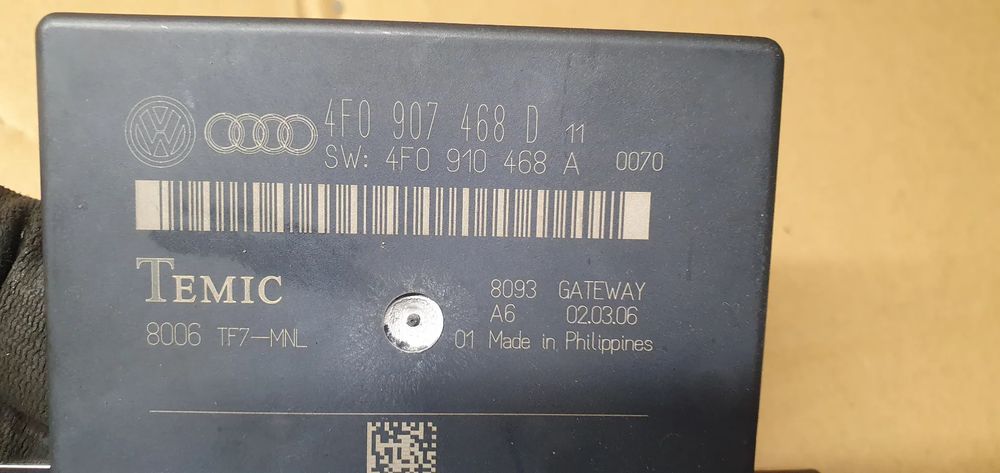 4F0 907 468 D 11
SW: 4F0 910 468 A 0070
TEMIC
8093 GATEWAY
A6 02.03.06
8006 TF7-MNL
01 Made in Philippines